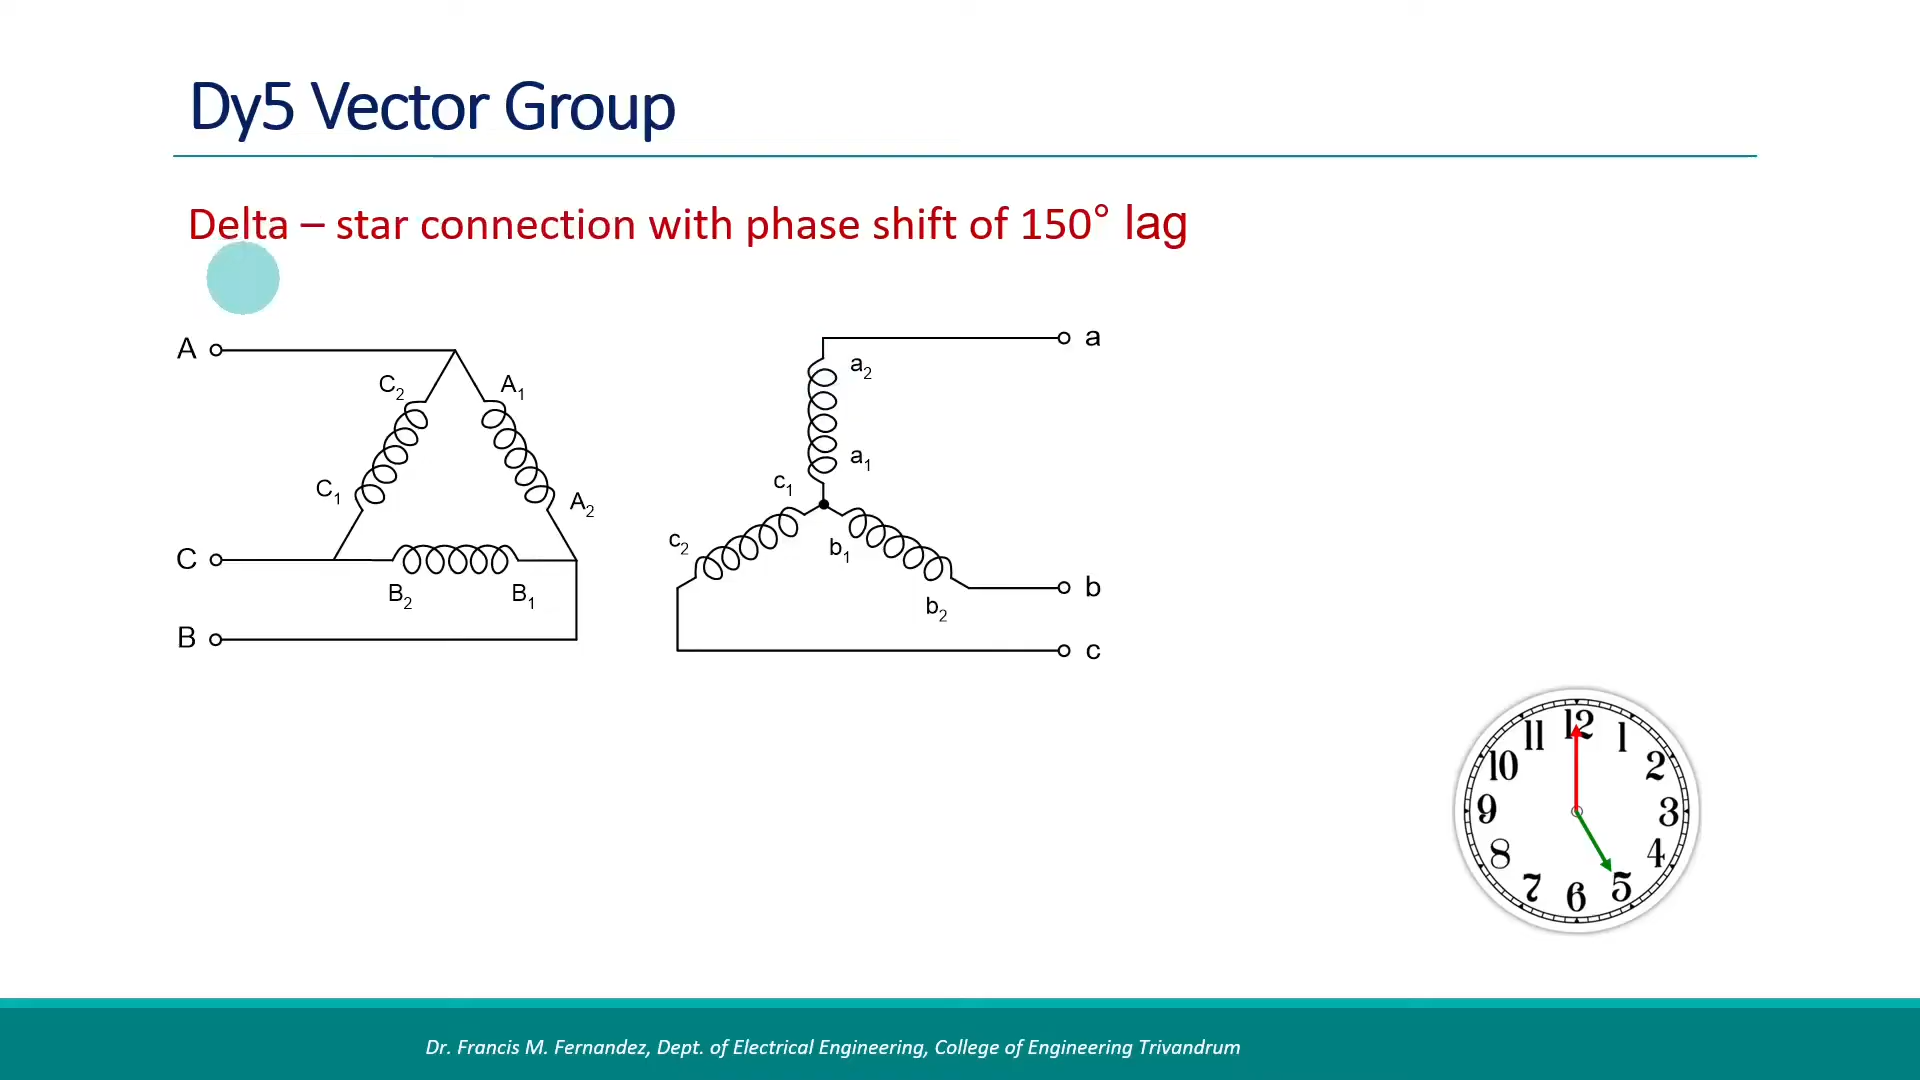 Dy5 Vector Group
Delta – star connection with phase shift of 150° lag
A
C2
A1
C1
A2
C
B2
B1
B
a
a2
a1
c1
c2
b1
b
b2
c
12
11
1
10
2
9
3
8
4
7
5
6
Dr. Francis M. Fernandez, Dept. of Electrical Engineering, College of Engineering Trivandrum